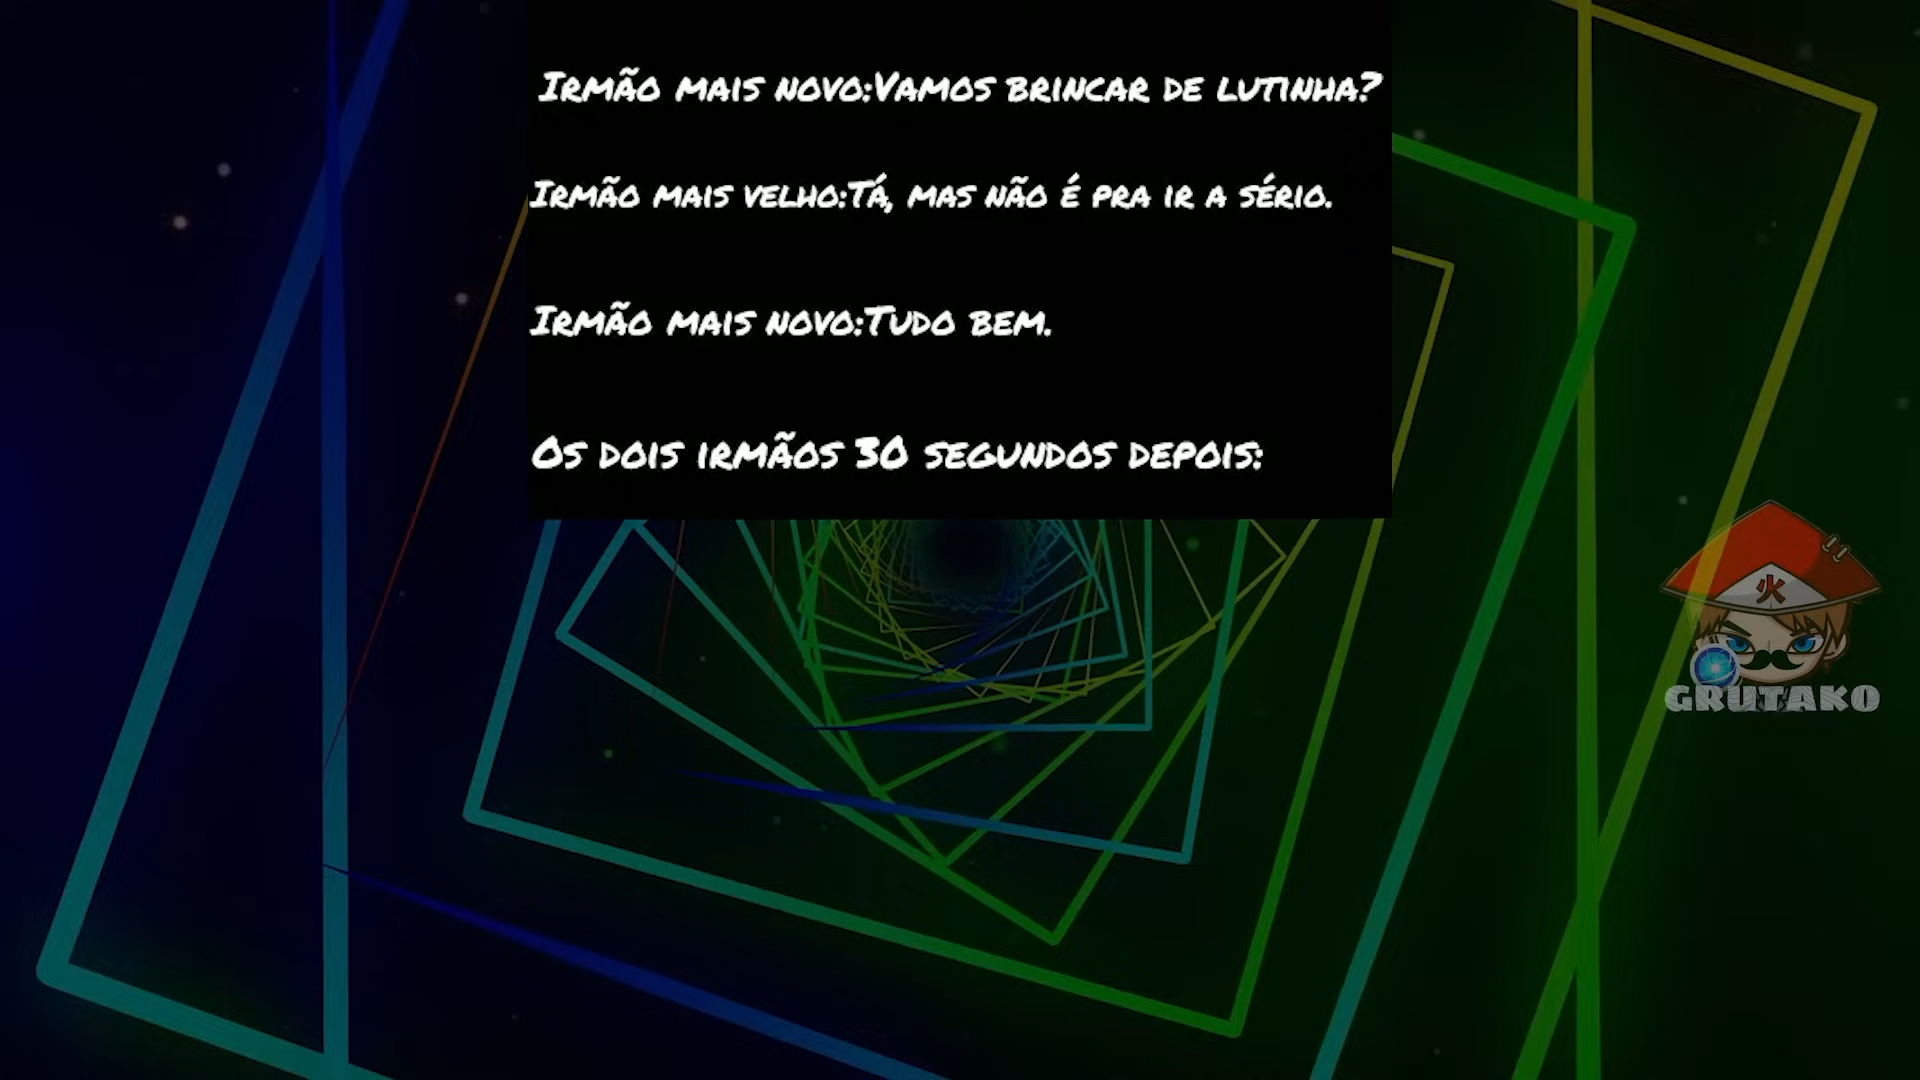 Irmão mais novo:Vamos brincar de lutinha?
Irmão mais velho:Tá, mas não é pra ir a sério.
Irmão mais novo:Tudo bem.
Os dois irmãos 30 segundos depois:
火
GRUTAKO